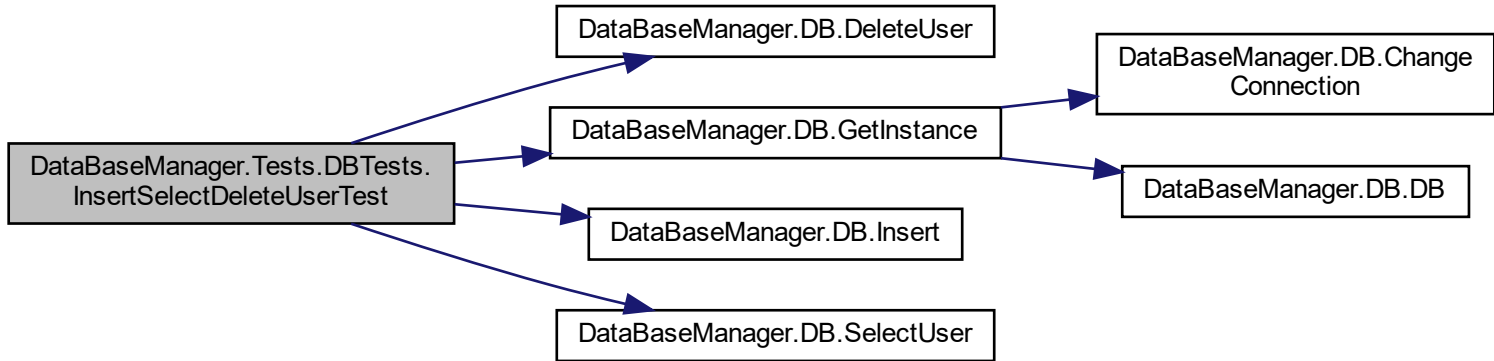 DataBaseManager.Tests.DBTests.
InsertSelectDeleteUserTest
DataBaseManager.DB.DeleteUser
DataBaseManager.DB.GetInstance
DataBaseManager.DB.Change
Connection
DataBaseManager.DB.DB
DataBaseManager.DB.Insert
DataBaseManager.DB.SelectUser